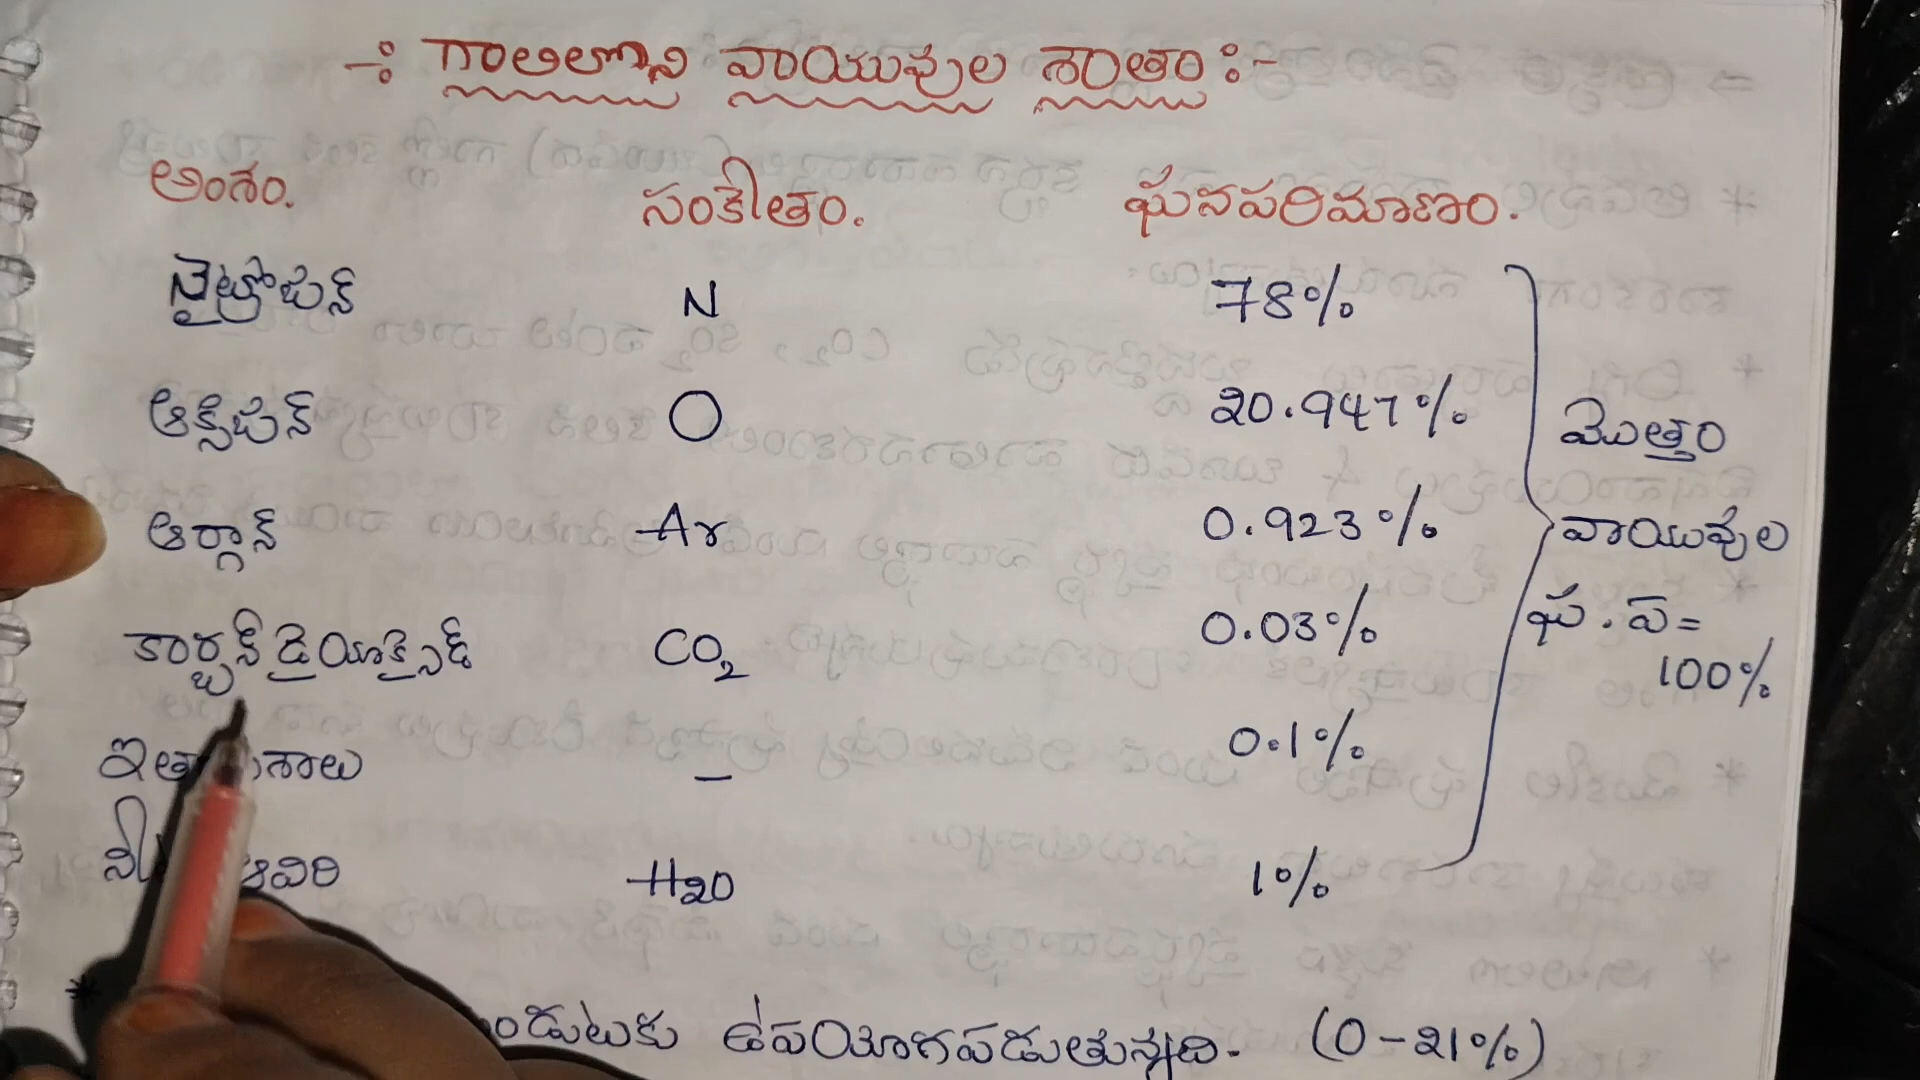 -: గాలిలోని వాయువుల శాతం :-
అంశం. సంకేతం. ఘనపరిమాణం.
నైట్రోజన్ N 78%
ఆక్సిజన్ O 20.947%
ఆర్గాన్ Ar 0.923%
కార్బన్ డై యాక్సైడ్ CO₂ 0.03%
శాలు - 0.1%
ఆవిరి H2O 1%
మొత్తం
వాయువుల
ఘ.ప=
100%
* ఉపయోగపడుతున్నది. (0-21%)